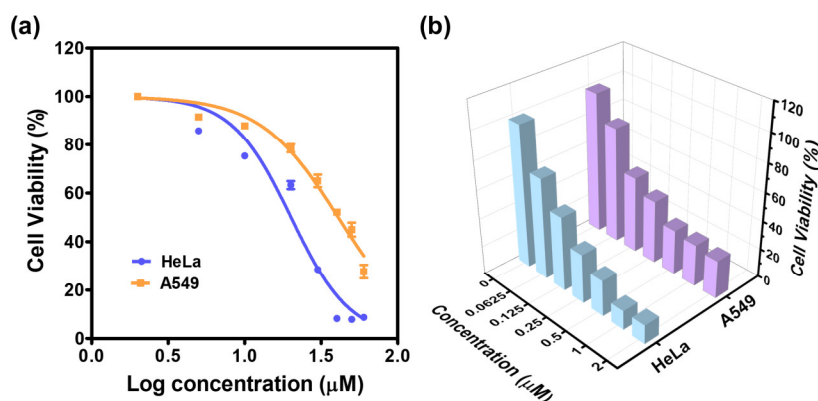 (a)
120
100
80
60
40
20
0
0.0
0.5
1.0
1.5
2.0
Cell Viability (%)
Log concentration (μM)
HeLa
A549
(b)
120
100
80
60
40
20
0
Cell Viability (%)
0
0.0625
0.125
0.25
0.5
1
2
Concentration (μM)
HeLa
A549